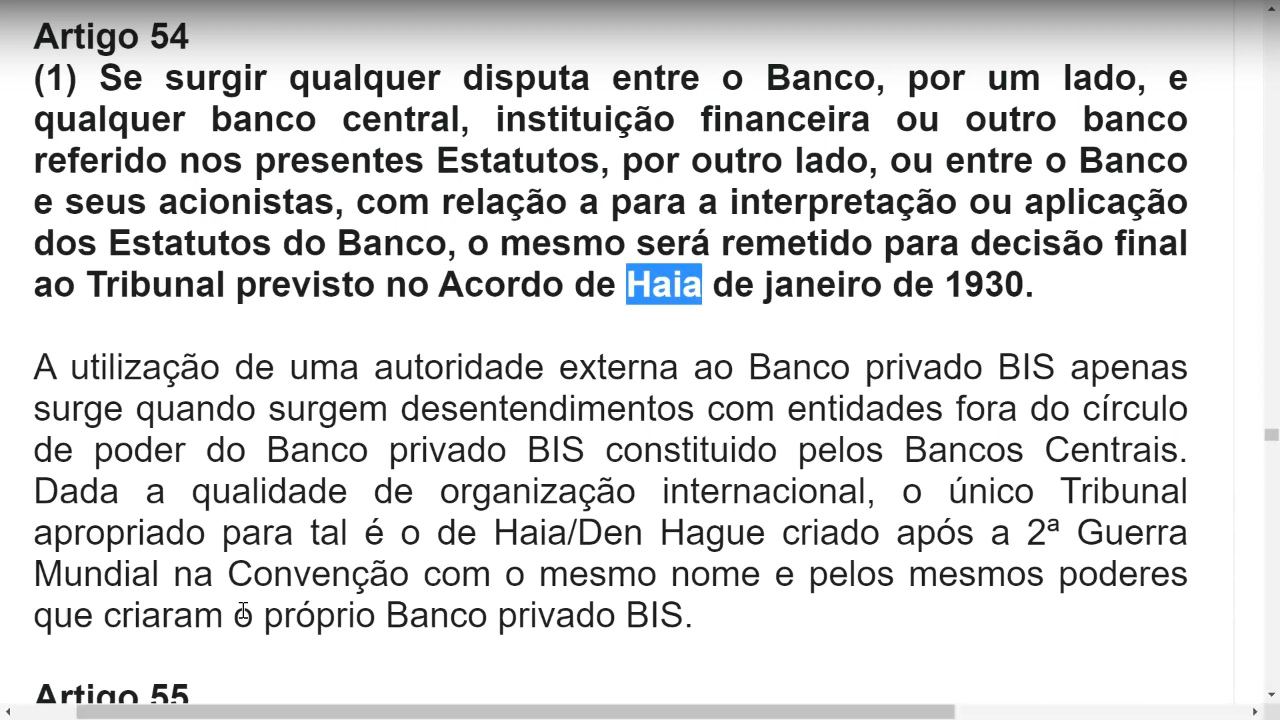 Artigo 54
(1) Se surgir qualquer disputa entre o Banco, por um lado, e
qualquer banco central, instituição financeira ou outro banco
referido nos presentes Estatutos, por outro lado, ou entre o Banco
e seus acionistas, com relação a para a interpretação ou aplicação
dos Estatutos do Banco, o mesmo será remetido para decisão final
ao Tribunal previsto no Acordo de Haia de janeiro de 1930.
A utilização de uma autoridade externa ao Banco privado BIS apenas
surge quando surgem desentendimentos com entidades fora do círculo
de poder do Banco privado BIS constituido pelos Bancos Centrais.
Dada a qualidade de organização internacional, o único Tribunal
apropriado para tal é o de Haia/Den Hague criado após a 2ª Guerra
Mundial na Convenção com o mesmo nome e pelos mesmos poderes
que criaram o próprio Banco privado BIS.
Artigo 55